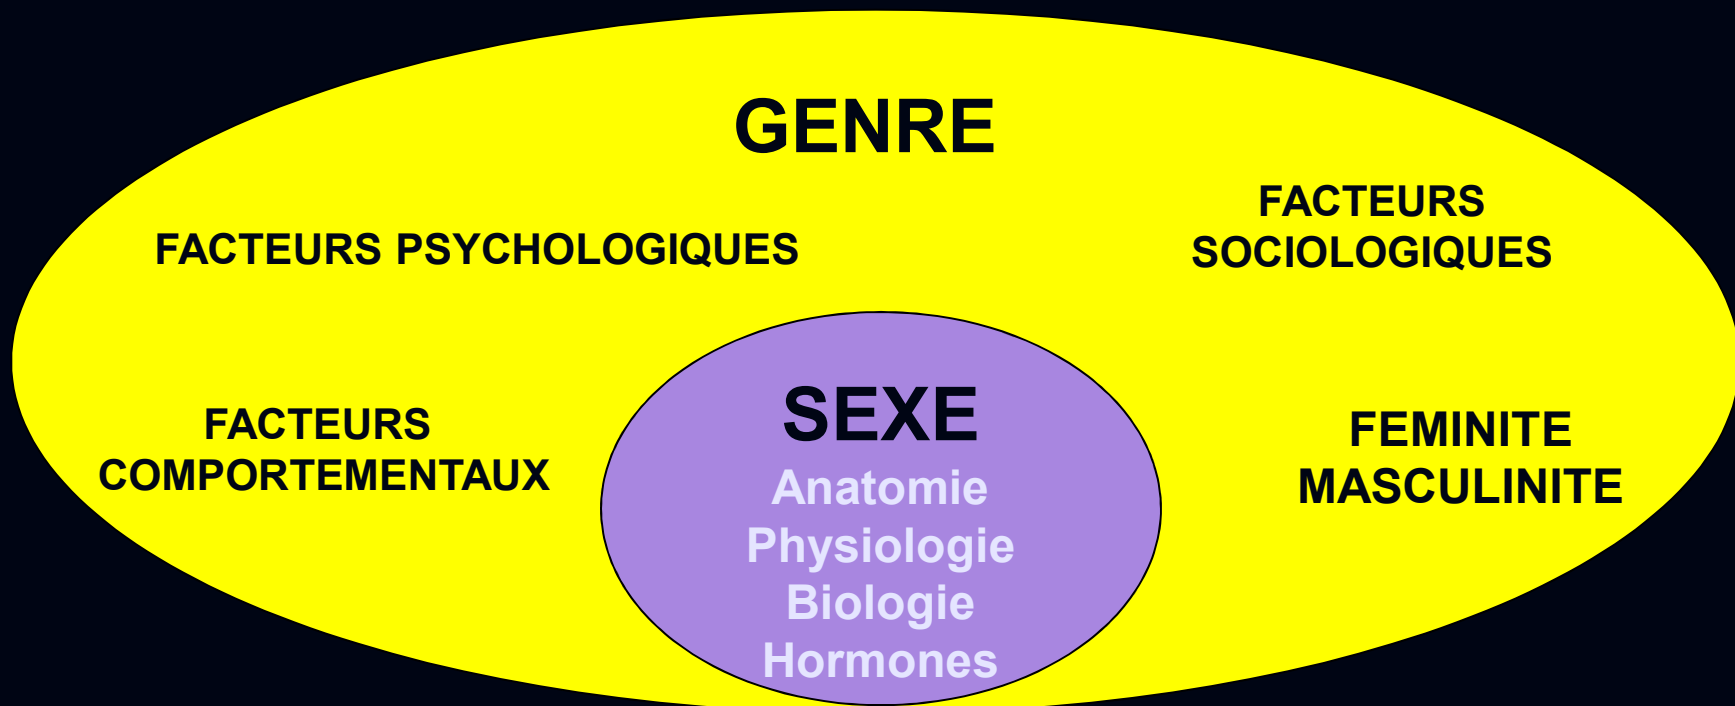 GENRE
FACTEURS PSYCHOLOGIQUES
FACTEURS
SOCIOLOGIQUES
FACTEURS
COMPORTEMENTAUX
SEXE
Anatomie
Physiologie
Biologie
Hormones
FEMINITE
MASCULINITE